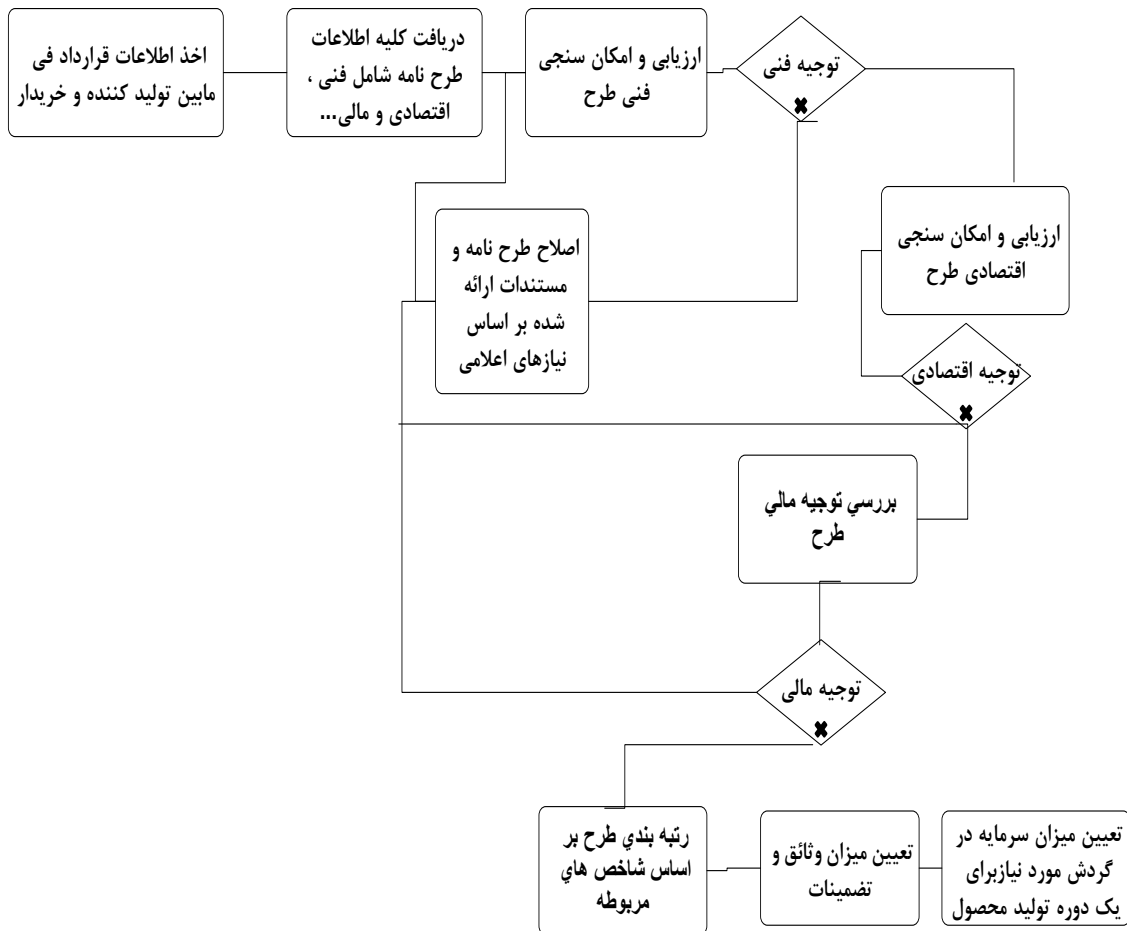 اخذ اطلاعات قرارداد فی
مابین تولید کننده و خریدار
دریافت کلیه اطلاعات
طرح نامه شامل فنی ،
اقتصادی و مالی...
ارزیابی و امکان سنجی
فنی طرح
توجیه فنی
ارزیابی و امکان سنجی
اقتصادی طرح
اصلاح طرح نامه و
مستندات ارائه
شده بر اساس
نیازهای اعلامی
توجیه اقتصادی
بررسي توجيه مالي
طرح
توجیه مالی
رتبه بندي طرح بر
اساس شاخص هاي
مربوطه
تعیین میزان وثائق و
تضمینات
تعیین میزان سرمایه در
گردش مورد نیازبرای
یک دوره تولید محصول